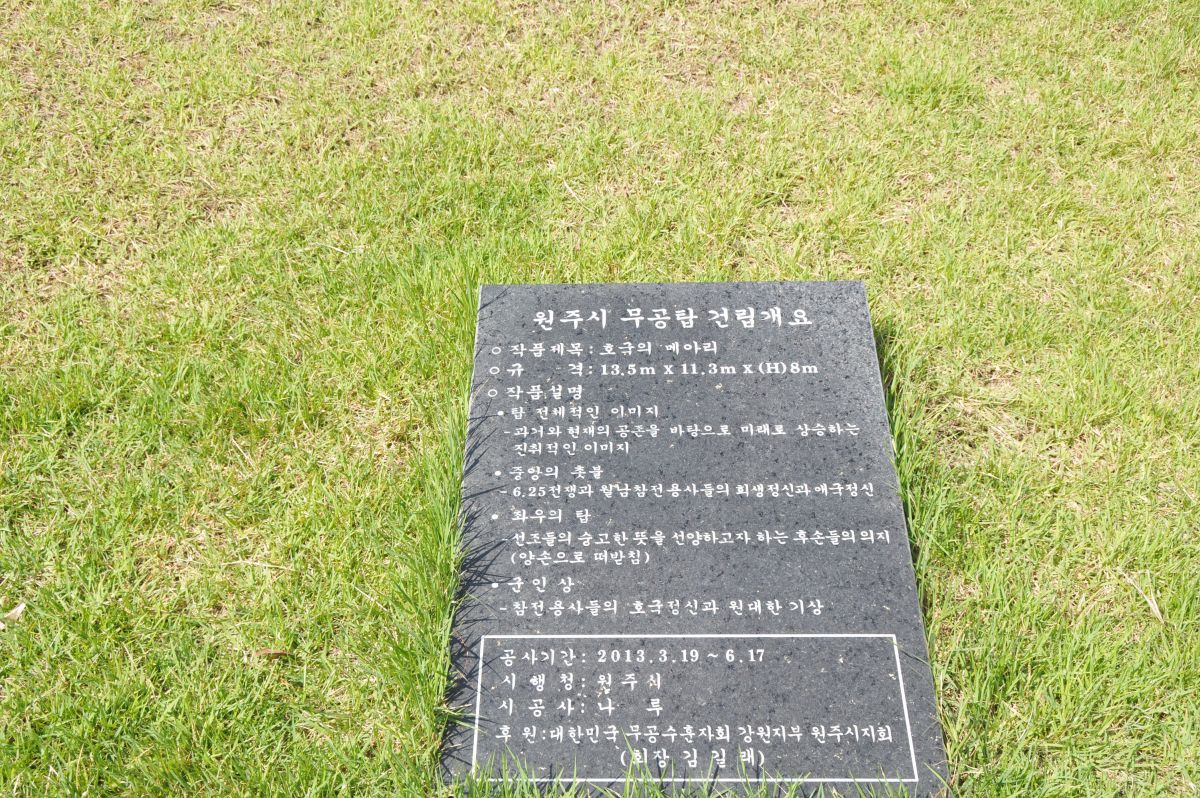 원주시 무공탑 건립개요
○ 작품제목 : 호국의 메아리
○ 규 격 : 13.5m x 11.3m x (H)8m
○ 작품설명
• 탑 전체적인 이미지
- 과거와 현재의 공존을 바탕으로 미래로 상승하는
진취적인 이미지
• 중앙의 횃불
- 6.25전쟁과 월남참전용사들의 희생정신과 애국정신
• 좌우의 탑
- 선조들의 숭고한 뜻을 선양하고자 하는 후손들의 의지
(양손으로 떠받침)
• 군인상
- 참전용사들의 호국정신과 원대한 기상
공사기간 : 2013.3.19 ~ 6.17
시 행 청 : 원주시
시 공 사 : 나 루
후 원 : 대한민국 무공수훈자회 강원지부 원주시지회
(회장 김길래)